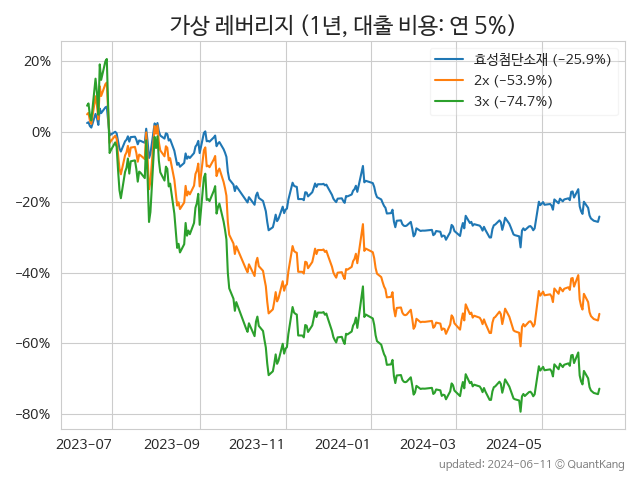 가상 레버리지 (1년, 대출 비용: 연 5%)
효성첨단소재 (−25.9%)
2x (−53.9%)
3x (−74.7%)
20%
0%
−20%
−40%
−60%
−80%
2023-07 2023-09 2023-11 2024-01 2024-03 2024-05
updated: 2024-06-11 © QuantKang